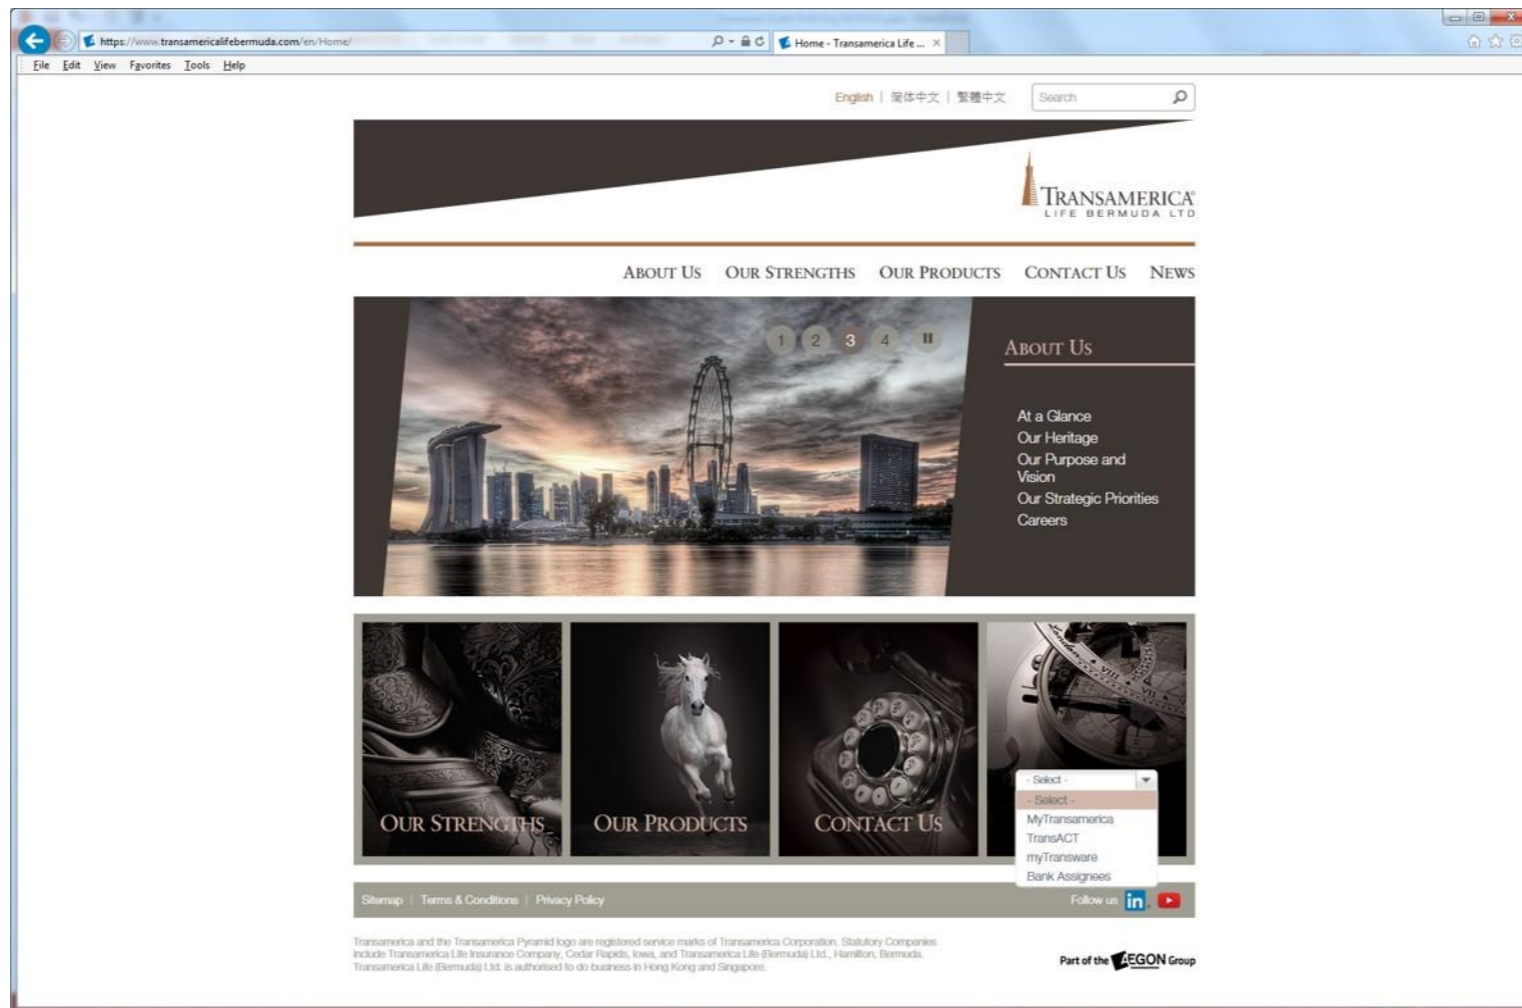 https://www.transamericalifebermuda.com/en/Home/
Home - Transamerica Life ...
File Edit View Favorites Tools Help
English | 简体中文 | 繁體中文
Search
TRANSAMERICA®
LIFE BERMUDA LTD
ABOUT US OUR STRENGTHS OUR PRODUCTS CONTACT US NEWS
1 2 3 4
ABOUT US
At a Glance
Our Heritage
Our Purpose and
Vision
Our Strategic Priorities
Careers
London
VIII VII
- Select -
- Select -
MyTransamerica
TransACT
myTransware
Bank Assignees
OUR STRENGTHS
OUR PRODUCTS
CONTACT US
Sitemap | Terms & Conditions | Privacy Policy
Follow us in
Transamerica and the Transamerica Pyramid logo are registered service marks of Transamerica Corporation. Statutory Companies
include Transamerica Life Insurance Company, Cedar Rapids, Iowa, and Transamerica Life (Bermuda) Ltd., Hamilton, Bermuda.
Transamerica Life (Bermuda) Ltd. is authorised to do business in Hong Kong and Singapore.
Part of the AEGON Group